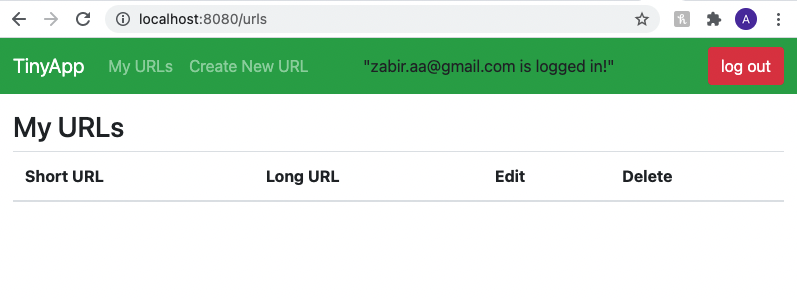 localhost:8080/urls
A
TinyApp My URLs Create New URL "zabir.aa@gmail.com is logged in!" log out
My URLs
Short URL Long URL Edit Delete